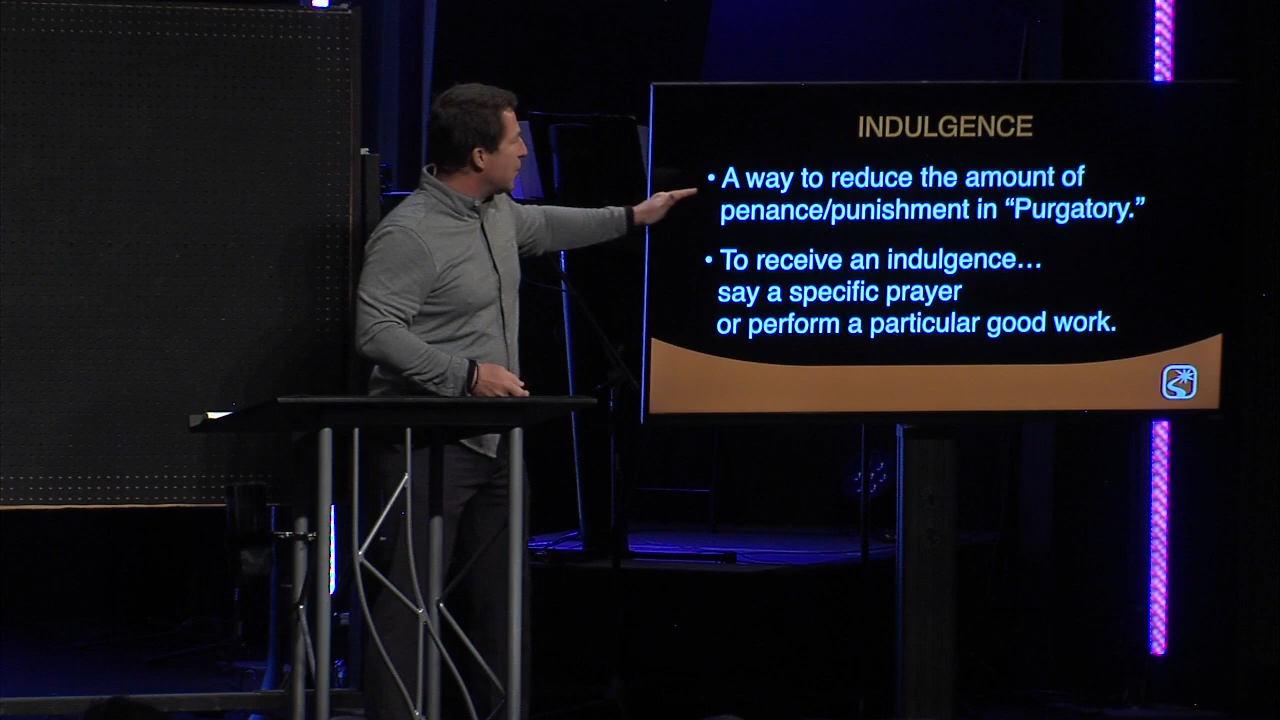 INDULGENCE
• A way to reduce the amount of
penance/punishment in “Purgatory.”
• To receive an indulgence…
say a specific prayer
or perform a particular good work.